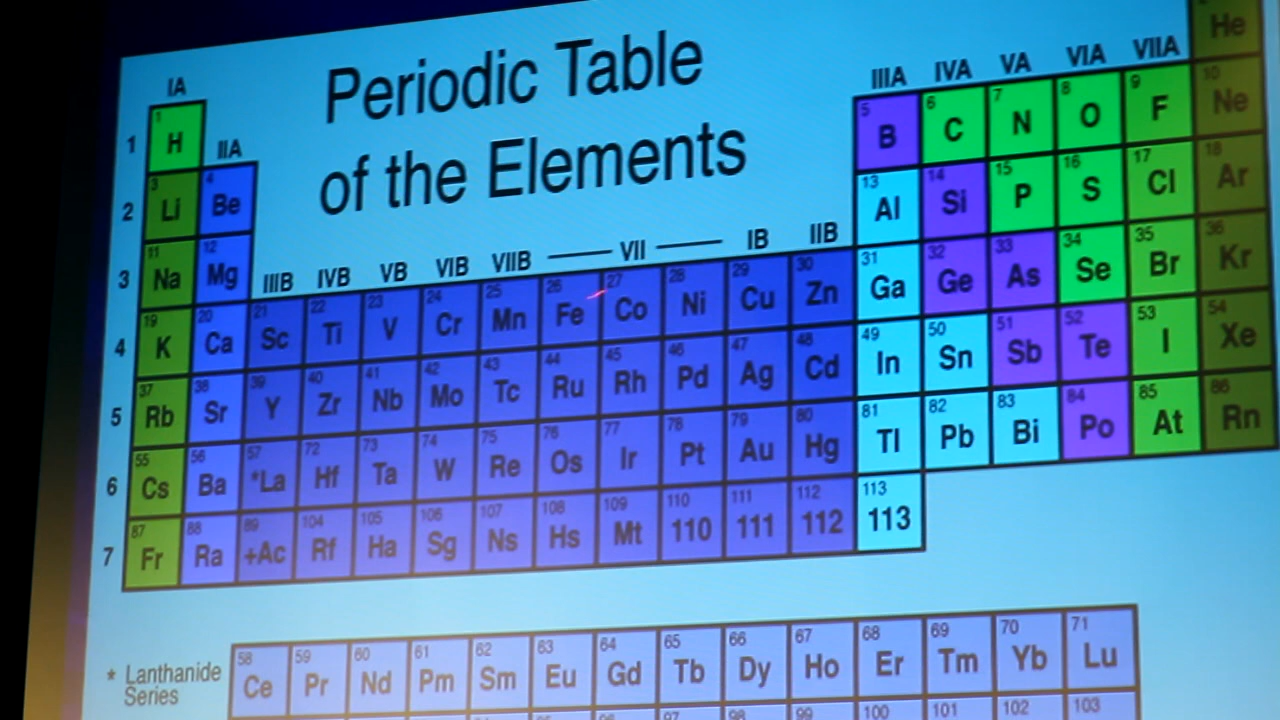 Periodic Table
of the Elements
IA IIA IIIB IVB VB VIB VIIB VII IB IIB IIIA IVA VA VIA VIIA
He
1 1 H 5 B 6 C 7 N 8 O 9 F 10 Ne
2 3 Li 4 Be 13 Al 14 Si 15 P 16 S 17 Cl 18 Ar
3 11 Na 12 Mg 31 Ga 32 Ge 33 As 34 Se 35 Br 36 Kr
4 19 K 20 Ca 21 Sc 22 Ti 23 V 24 Cr 25 Mn 26 Fe 27 Co 28 Ni 29 Cu 30 Zn 49 In 50 Sn 51 Sb 52 Te 53 I 54 Xe
5 37 Rb 38 Sr 39 Y 40 Zr 41 Nb 42 Mo 43 Tc 44 Ru 45 Rh 46 Pd 47 Ag 48 Cd 81 Tl 82 Pb 83 Bi 84 Po 85 At 86 Rn
6 55 Cs 56 Ba 57 *La 72 Hf 73 Ta 74 W 75 Re 76 Os 77 Ir 78 Pt 79 Au 80 Hg 113 113
7 87 Fr 88 Ra 89 +Ac 104 Rf 105 Ha 106 Sg 107 Ns 108 Hs 109 Mt 110 110 111 111 112 112
* Lanthanide
Series
58 Ce 59 Pr 60 Nd 61 Pm 62 Sm 63 Eu 64 Gd 65 Tb 66 Dy 67 Ho 68 Er 69 Tm 70 Yb 71 Lu
97 98 99 100 101 102 103